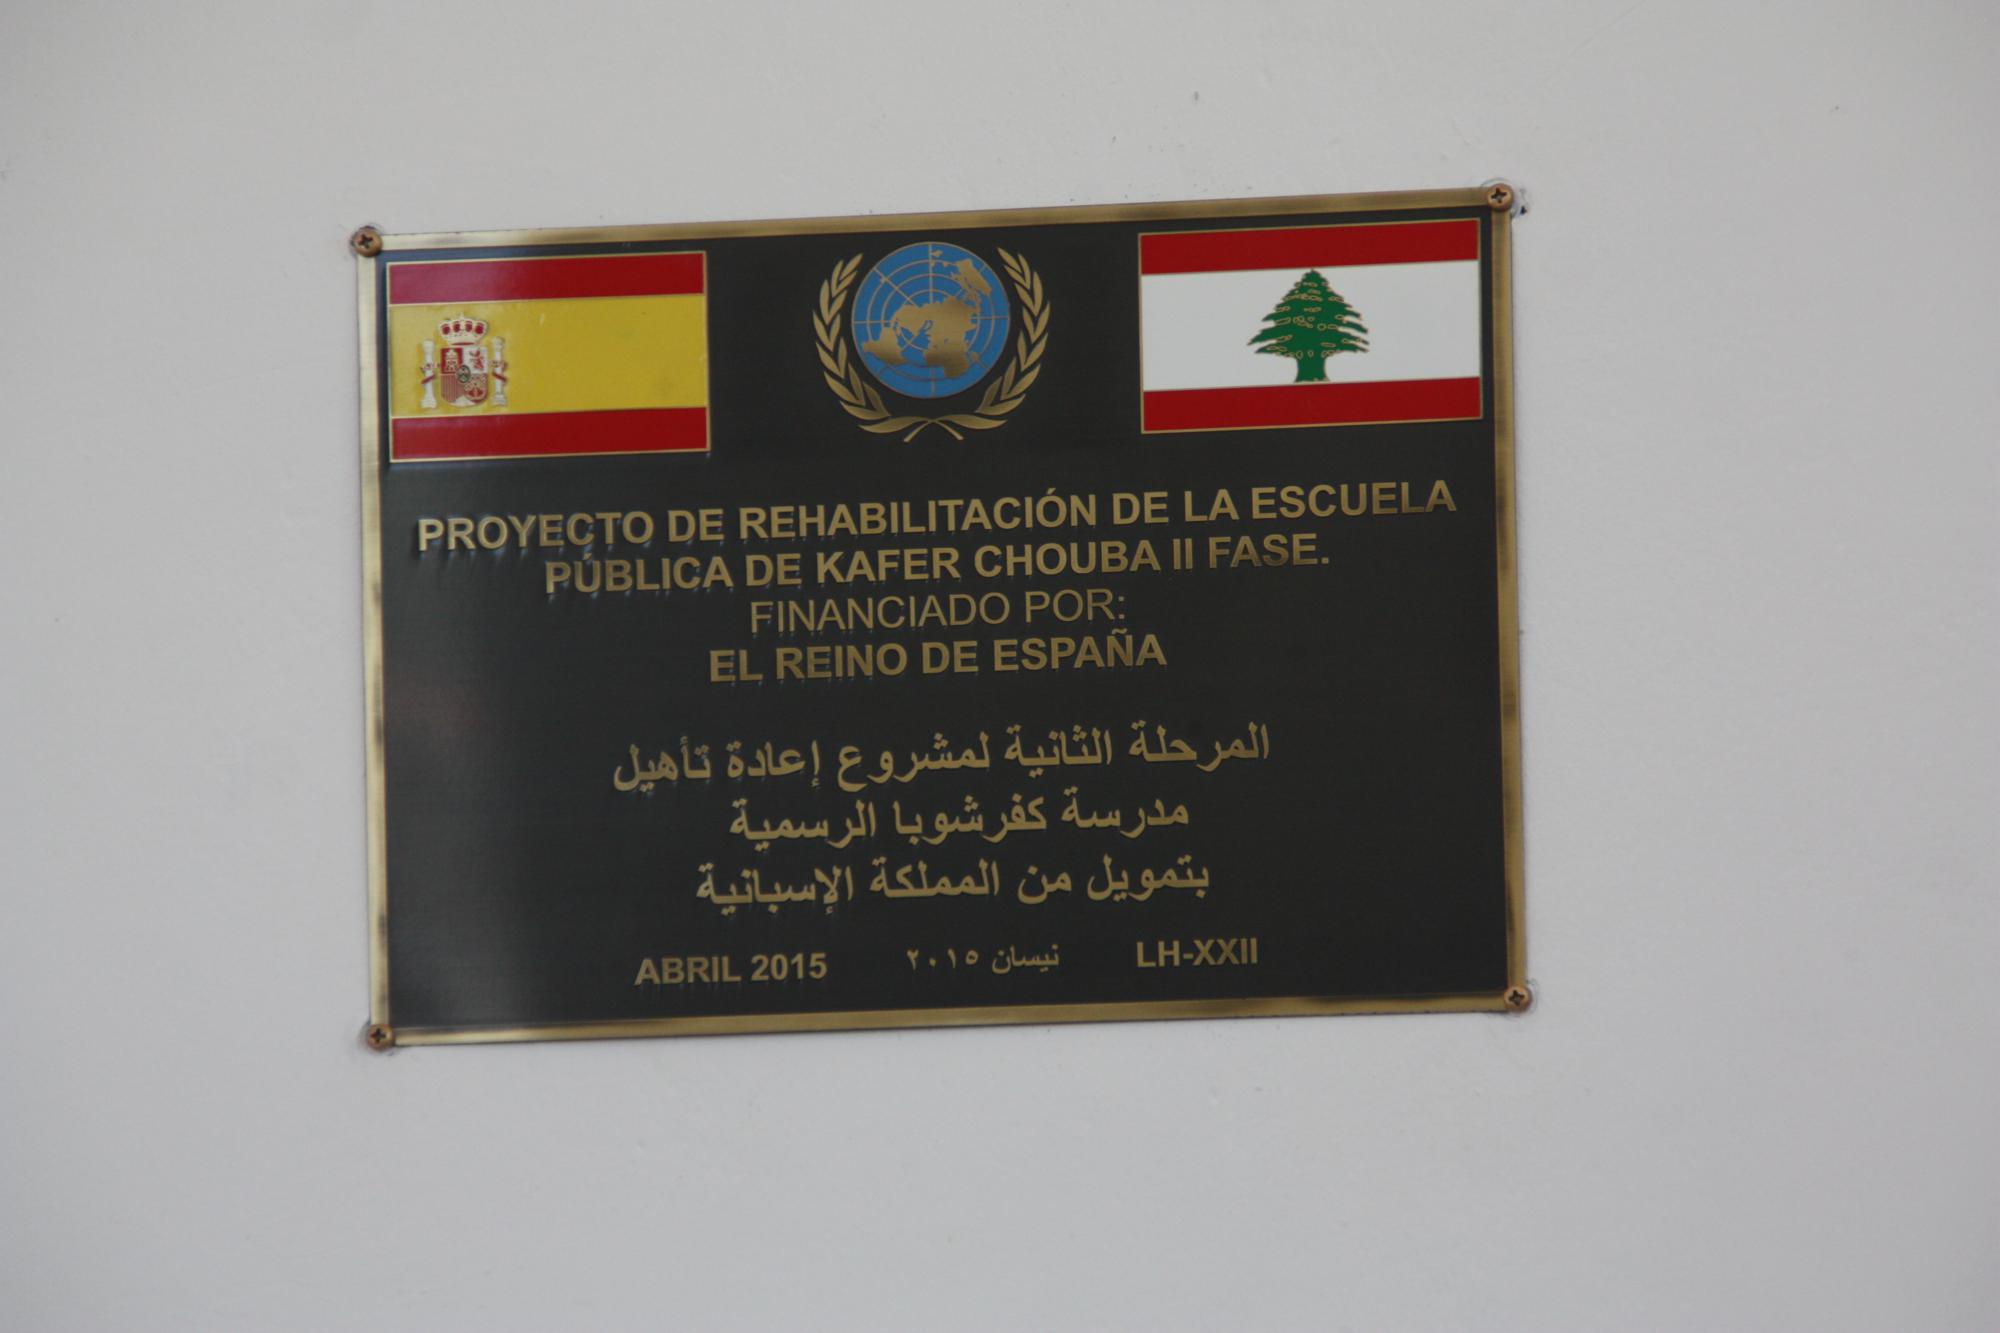 PROYECTO DE REHABILITACIÓN DE LA ESCUELA
PÚBLICA DE KAFER CHOUBA II FASE.
FINANCIADO POR:
EL REINO DE ESPAÑA
المرحلة الثانية لمشروع إعادة تأهيل
مدرسة كفرشوبا الرسمية
بتمويل من المملكة الإسبانية
ABRIL 2015 نيسان ٢٠١٥ LH-XXII